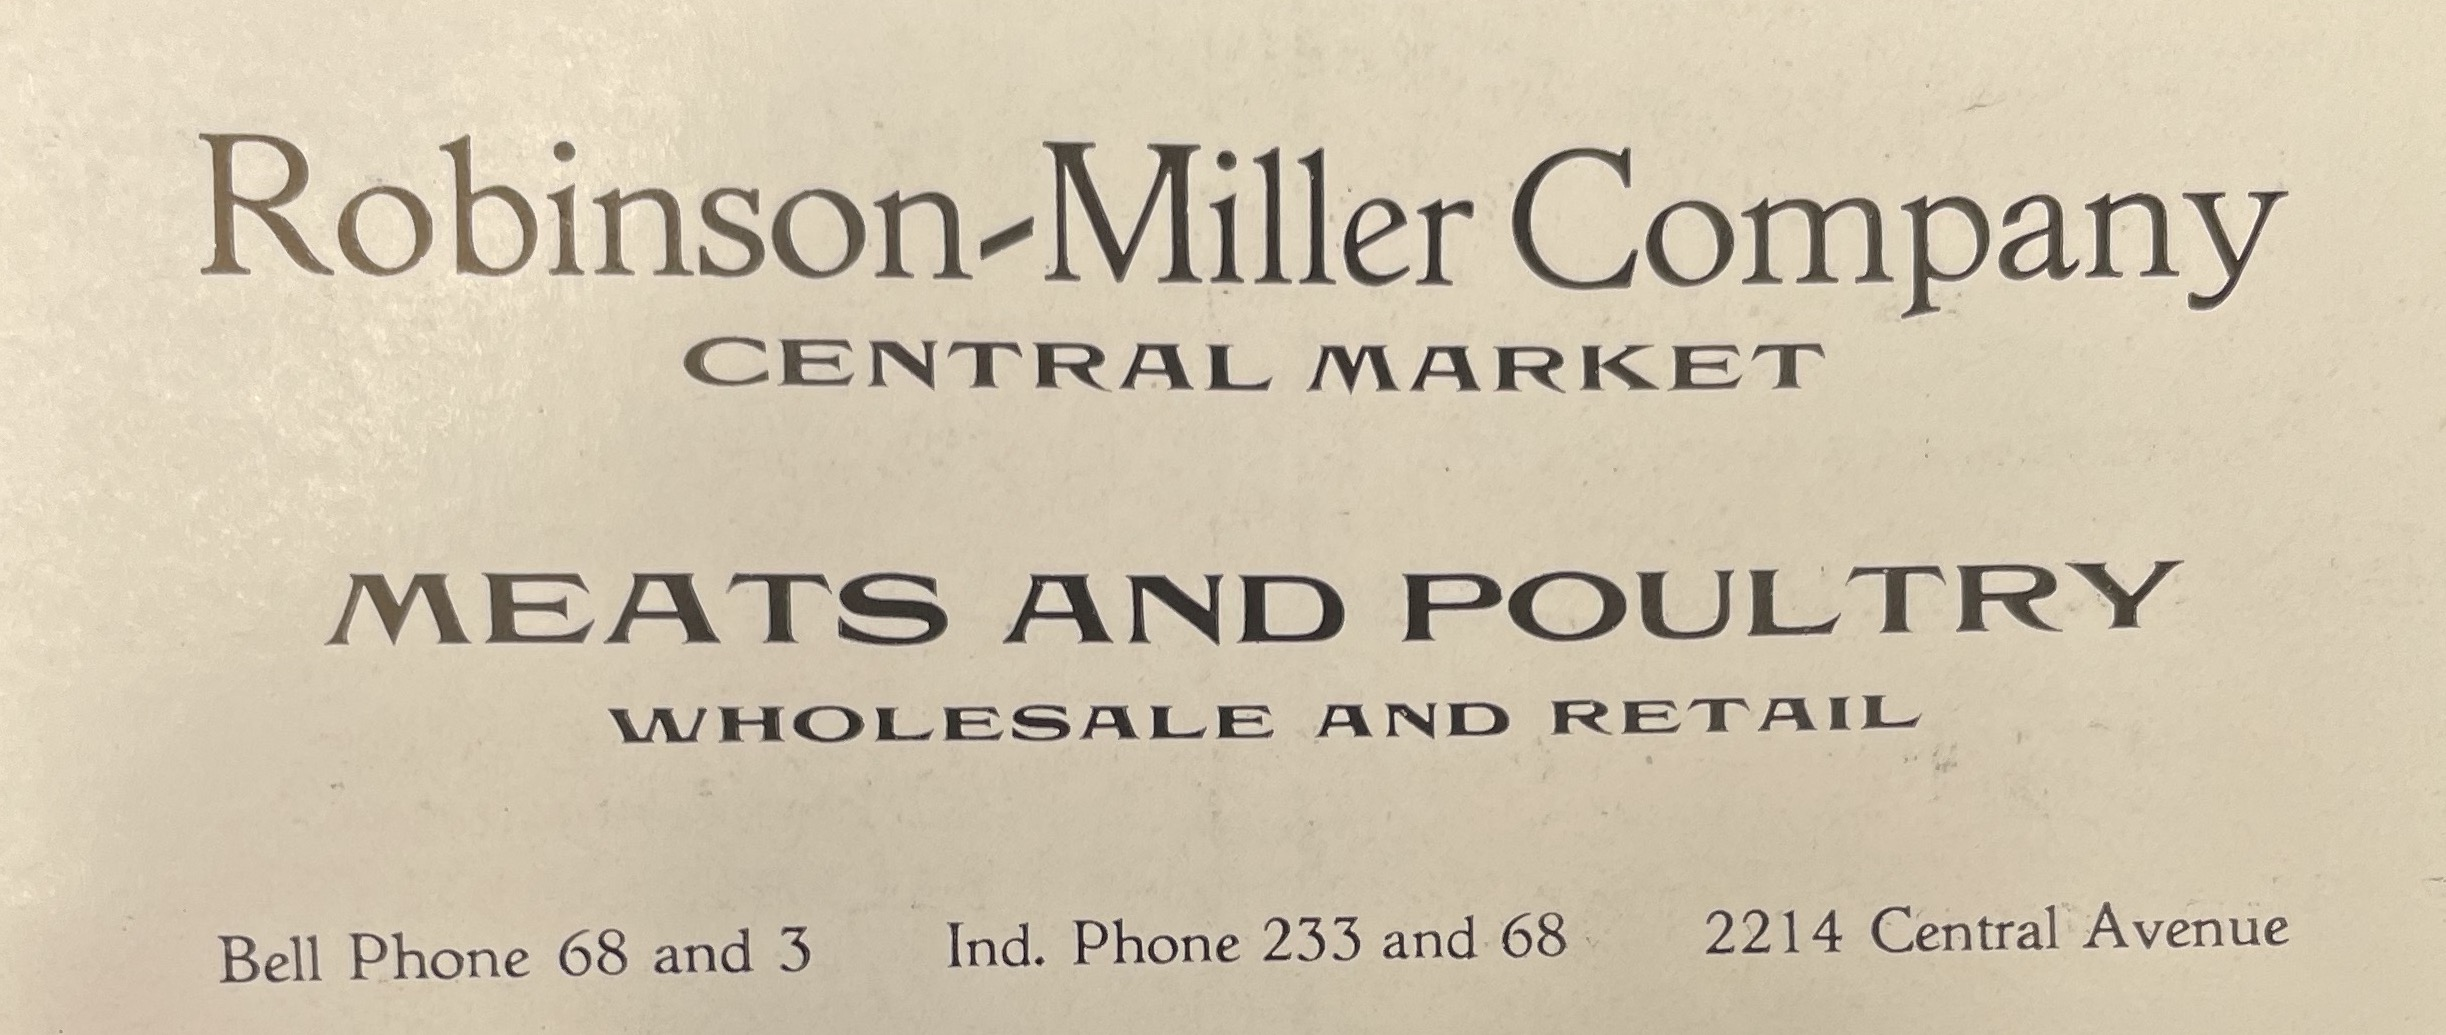 Robinson-Miller Company
CENTRAL MARKET
MEATS AND POULTRY
WHOLESALE AND RETAIL
Bell Phone 68 and 3 Ind. Phone 233 and 68 2214 Central Avenue